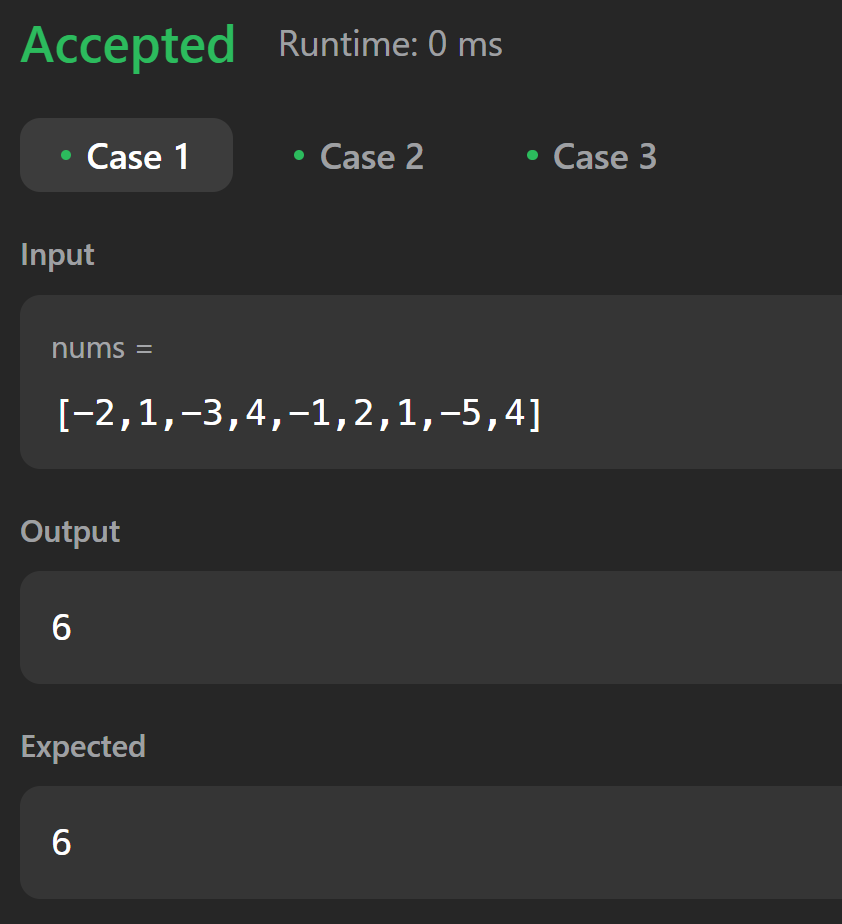 Accepted Runtime: 0 ms
Case 1 Case 2 Case 3
Input
nums =
[-2,1,-3,4,-1,2,1,-5,4]
Output
6
Expected
6